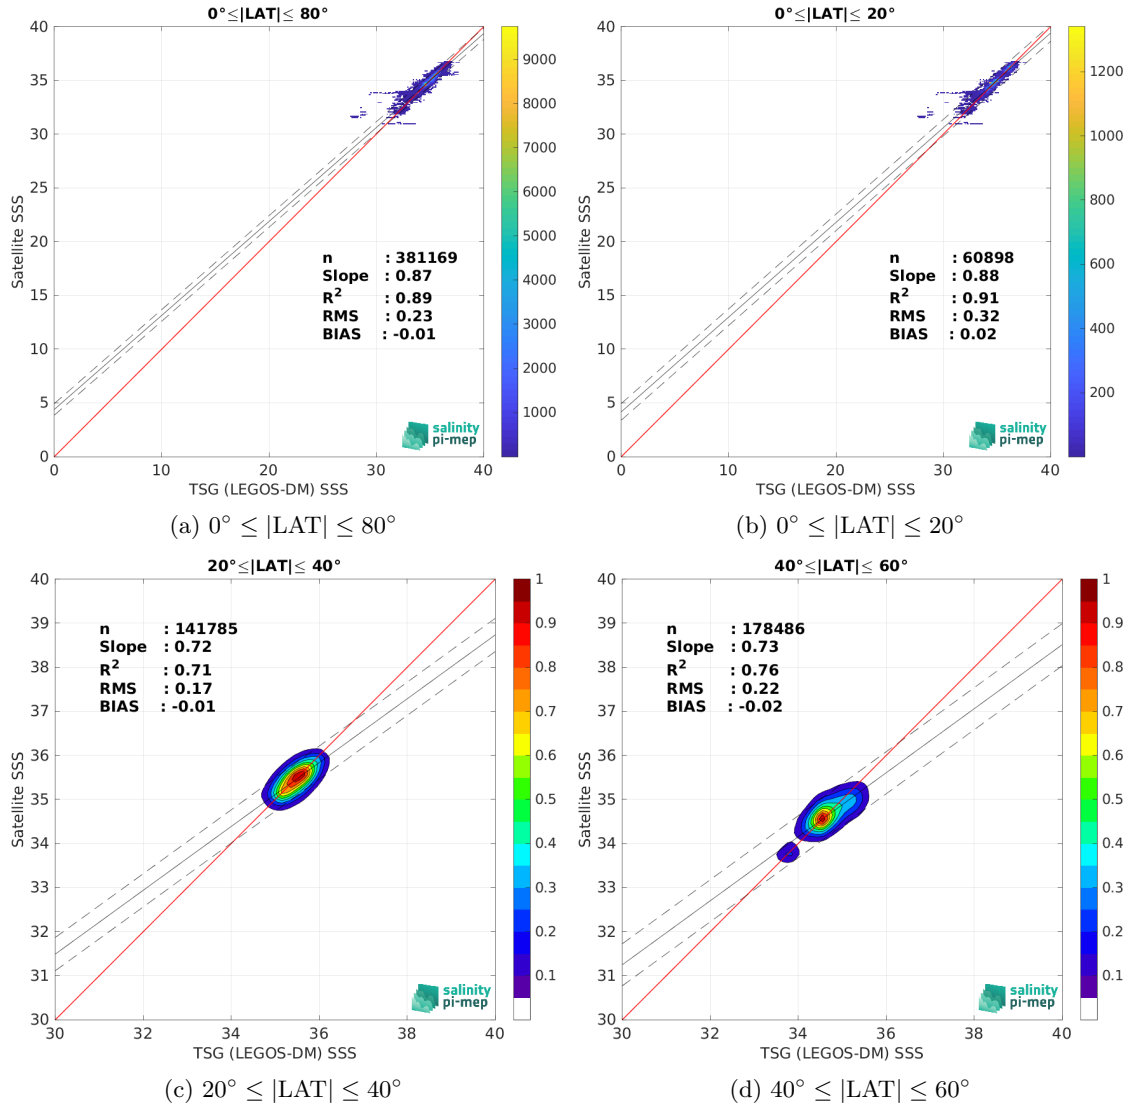 0°≤|LAT|≤ 80°
40
35
30
25
20
15
10
5
0
0
10
20
30
40
Satellite SSS
TSG (LEGOS-DM) SSS
n : 381169
Slope : 0.87
R2 : 0.89
RMS : 0.23
BIAS : -0.01
salinity
pi-mep
9000
8000
7000
6000
5000
4000
3000
2000
1000
(a) 0° ≤ |LAT| ≤ 80°
0°≤|LAT|≤ 20°
40
35
30
25
20
15
10
5
0
0
10
20
30
40
Satellite SSS
TSG (LEGOS-DM) SSS
n : 60898
Slope : 0.88
R2 : 0.91
RMS : 0.32
BIAS : 0.02
salinity
pi-mep
1200
1000
800
600
400
200
(b) 0° ≤ |LAT| ≤ 20°
20°≤|LAT|≤ 40°
40
39
38
37
36
35
34
33
32
31
30
30
32
34
36
38
40
Satellite SSS
TSG (LEGOS-DM) SSS
n : 141785
Slope : 0.72
R2 : 0.71
RMS : 0.17
BIAS : -0.01
salinity
pi-mep
1
0.9
0.8
0.7
0.6
0.5
0.4
0.3
0.2
0.1
(c) 20° ≤ |LAT| ≤ 40°
40°≤|LAT|≤ 60°
40
39
38
37
36
35
34
33
32
31
30
30
32
34
36
38
40
Satellite SSS
TSG (LEGOS-DM) SSS
n : 178486
Slope : 0.73
R2 : 0.76
RMS : 0.22
BIAS : -0.02
salinity
pi-mep
1
0.9
0.8
0.7
0.6
0.5
0.4
0.3
0.2
0.1
(d) 40° ≤ |LAT| ≤ 60°